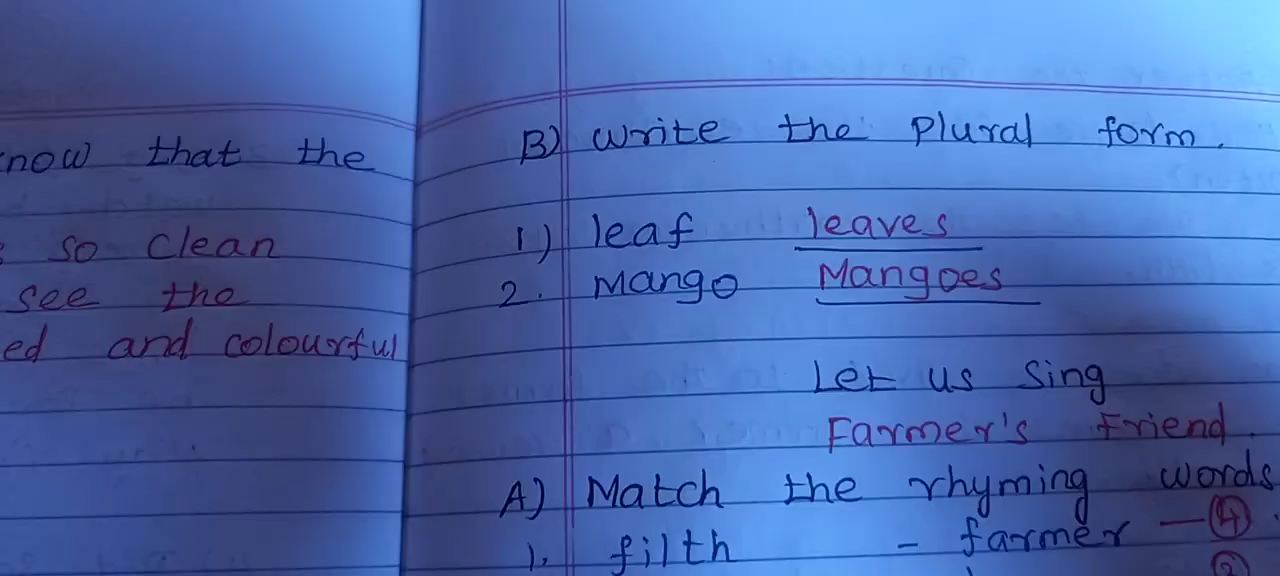 now that the
so clean
see the
ed and colourful
B) Write the Plural form.
1) leaf leaves
2. Mango Mangoes
Let us Sing
Farmer's Friend.
A) Match the rhyming words
1. filth - farmer - 4